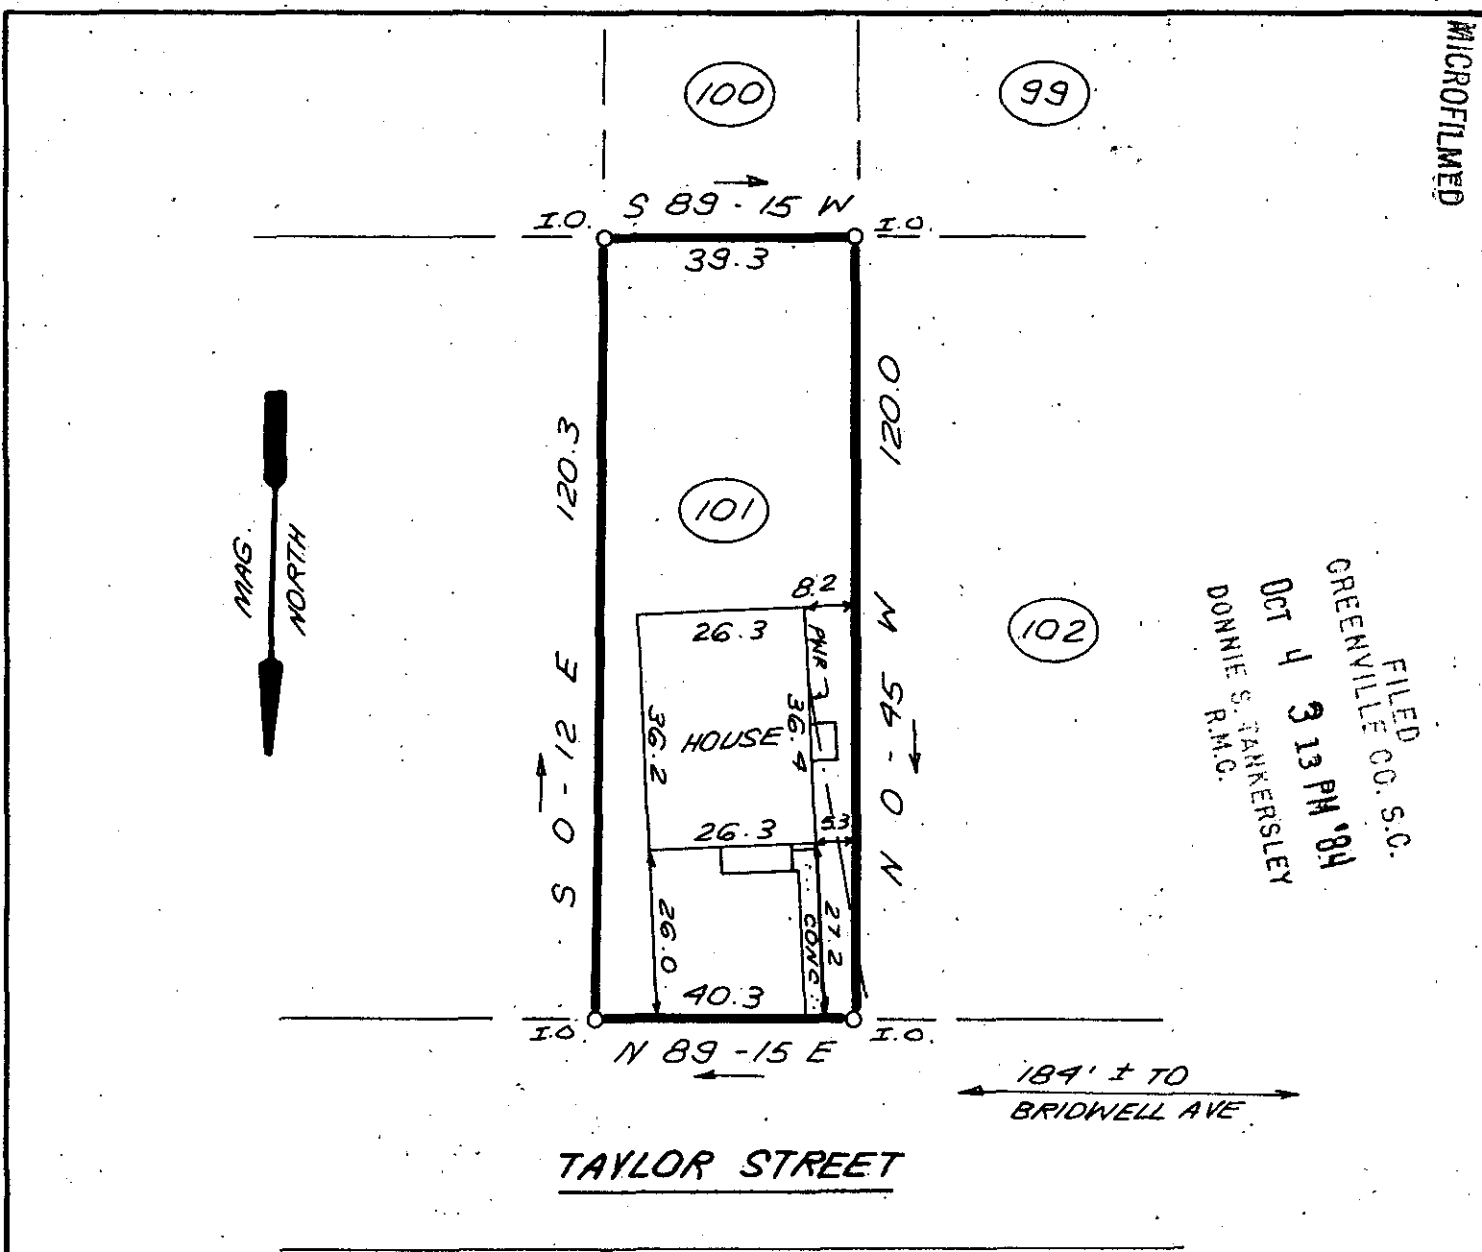 MICROFILMED
100
99
I.O. S 89-15 W I.O.
39.3
120.3
120.0
101
MAG.
NORTH
8.2
26.3
PWR
36.2
HOUSE
36.4
S 0-12 E
N 0-45 W
102
26.3
5.3
26.0
CONC.
27.2
40.3
I.O. N 89-15 E I.O.
184' ± TO
BRIDWELL AVE
TAYLOR STREET
FILED
GREENVILLE CO. S.C.
OCT 4 3 13 PM '84
DONNIE S. TANKERSLEY
R.M.C.